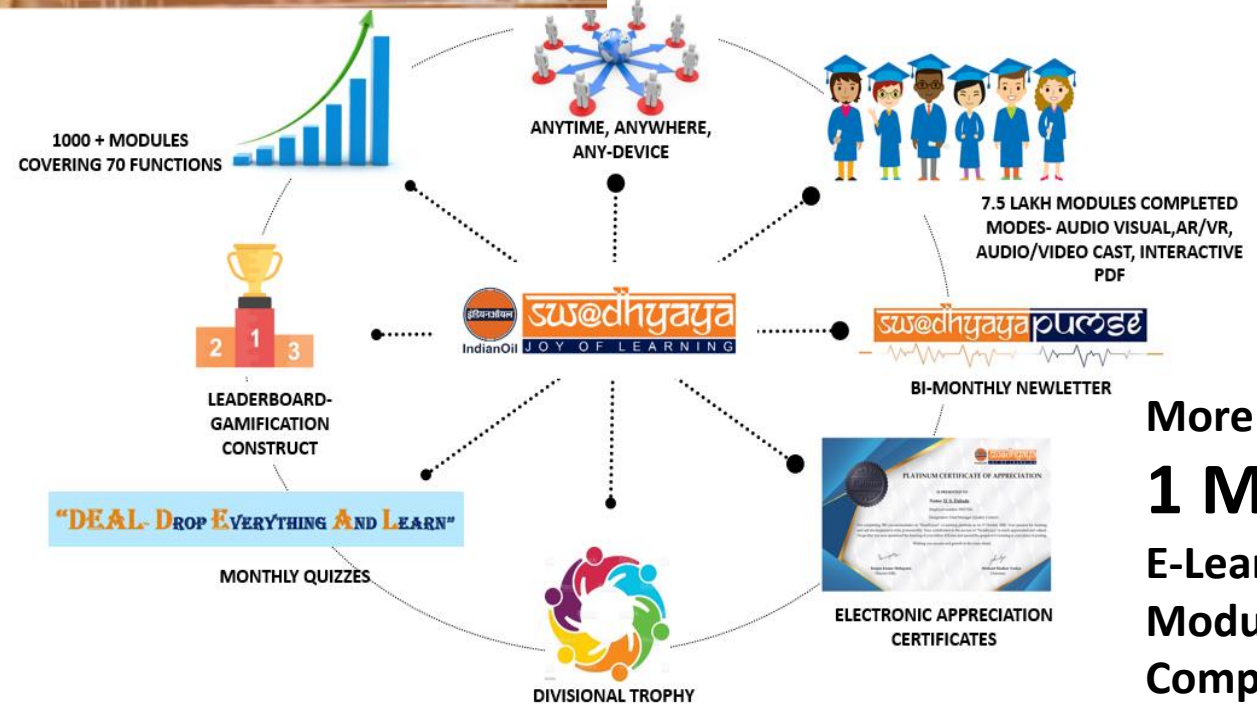 1000 + MODULES
COVERING 70 FUNCTIONS
ANYTIME, ANYWHERE,
ANY-DEVICE
7.5 LAKH MODULES COMPLETED
MODES- AUDIO VISUAL,AR/VR,
AUDIO/VIDEO CAST, INTERACTIVE
PDF
इंडियनऑयल
IndianOil
sw@dhyaya
JOY OF LEARNING
2 1 3
LEADERBOARD-
GAMIFICATION
CONSTRUCT
sw@dhyaya pulse
BI-MONTHLY NEWLETTER
"DEAL- DROP EVERYTHING AND LEARN"
MONTHLY QUIZZES
PLATINUM CERTIFICATE OF APPRECIATION
ELECTRONIC APPRECIATION
CERTIFICATES
DIVISIONAL TROPHY
More
1 M
E-Lear
Modu
Comp